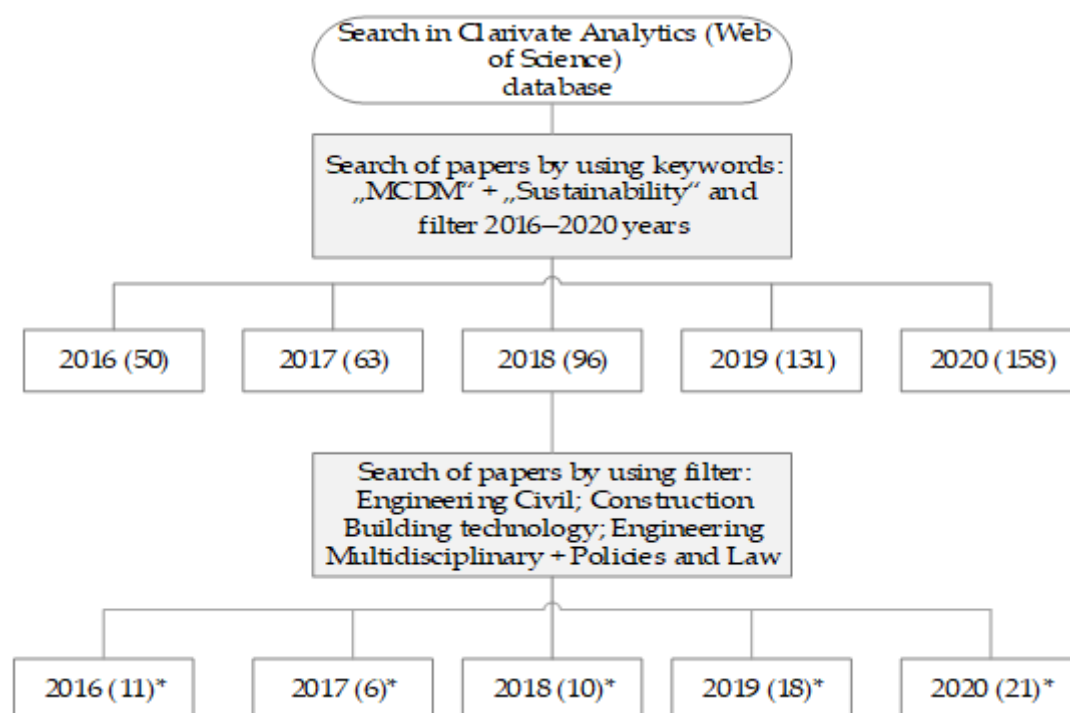 Search in Clarivate Analytics (Web
of Science)
database
Search of papers by using keywords:
„MCDM“ + „Sustainability“ and
filter 2016–2020 years
2016 (50)
2017 (63)
2018 (96)
2019 (131)
2020 (158)
Search of papers by using filter:
Engineering Civil; Construction
Building technology; Engineering
Multidisciplinary + Policies and Law
2016 (11)*
2017 (6)*
2018 (10)*
2019 (18)*
2020 (21)*